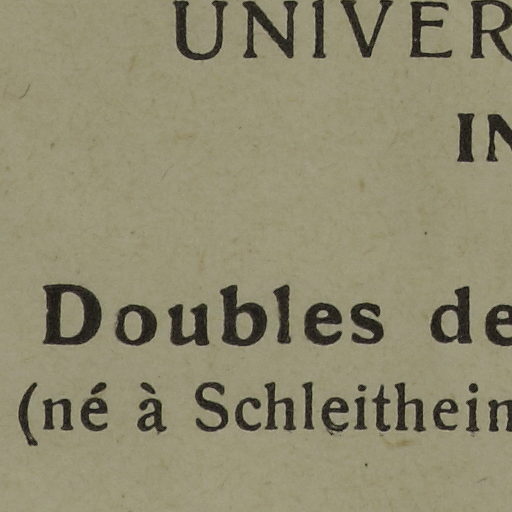 UNIVER
IN
Doubles de
(né à Schleithein